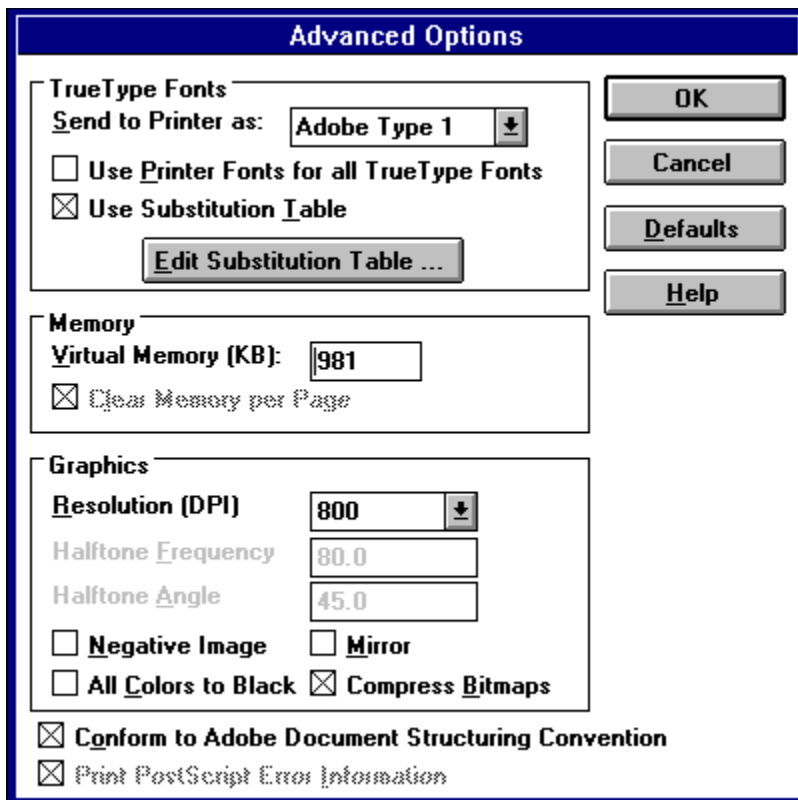 Advanced Options
TrueType Fonts
Send to Printer as: Adobe Type 1
Use Printer Fonts for all TrueType Fonts
Use Substitution Table
Edit Substitution Table ...
OK
Cancel
Defaults
Help
Memory
Virtual Memory (KB): 981
Clear Memory per Page
Graphics
Resolution (DPI) 800
Halftone Frequency 80.0
Halftone Angle 45.0
Negative Image Mirror
All Colors to Black Compress Bitmaps
Conform to Adobe Document Structuring Convention
Print PostScript Error Information